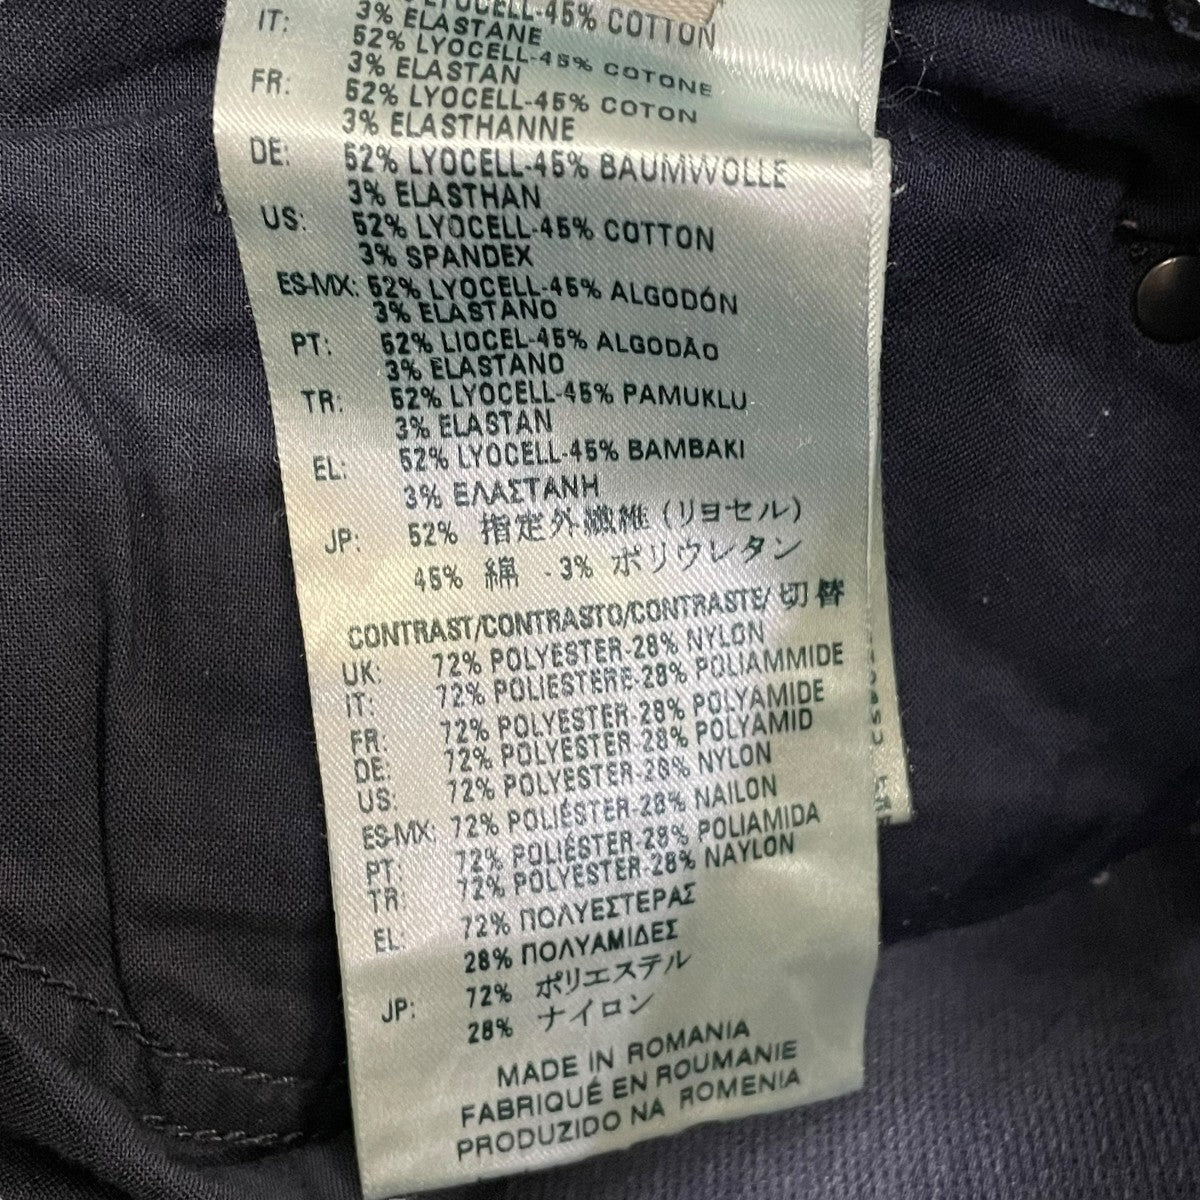 LYOCELL-45% COTTON
3% ELASTANE
IT: 52% LYOCELL-45% COTONE
3% ELASTAN
FR: 52% LYOCELL-45% COTON
3% ELASTHANNE
DE: 52% LYOCELL-45% BAUMWOLLE
3% ELASTHAN
US: 52% LYOCELL-45% COTTON
3% SPANDEX
ES-MX: 52% LYOCELL-45% ALGODÓN
3% ELASTANO
PT: 52% LIOCEL-45% ALGODÃO
3% ELASTANO
TR: 52% LYOCELL-45% PAMUKLU
3% ELASTAN
EL: 52% LYOCELL-45% BAMBAKI
3% ΕΛΑΣΤΑΝΗ
JP: 52% 指定外繊維 (リヨセル)
45% 綿 - 3% ポリウレタン
CONTRAST/CONTRASTO/CONTRASTE/ 切替
UK: 72% POLYESTER-28% NYLON
IT: 72% POLIESTERE-28% POLIAMMIDE
FR: 72% POLYESTER-28% POLYAMIDE
DE: 72% POLYESTER-28% POLYAMID
US: 72% POLYESTER-28% NYLON
ES-MX: 72% POLIÉSTER-28% NAILON
PT: 72% POLIÉSTER-28% POLIAMIDA
TR: 72% POLYESTER-28% NAYLON
EL: 72% ΠΟΛΥΕΣΤΕΡΑΣ
28% ΠΟΛΥΑΜΙΔΕΣ
JP: 72% ポリエステル
28% ナイロン
MADE IN ROMANIA
FABRIQUÉ EN ROUMANIE
PRODUZIDO NA ROMENIA